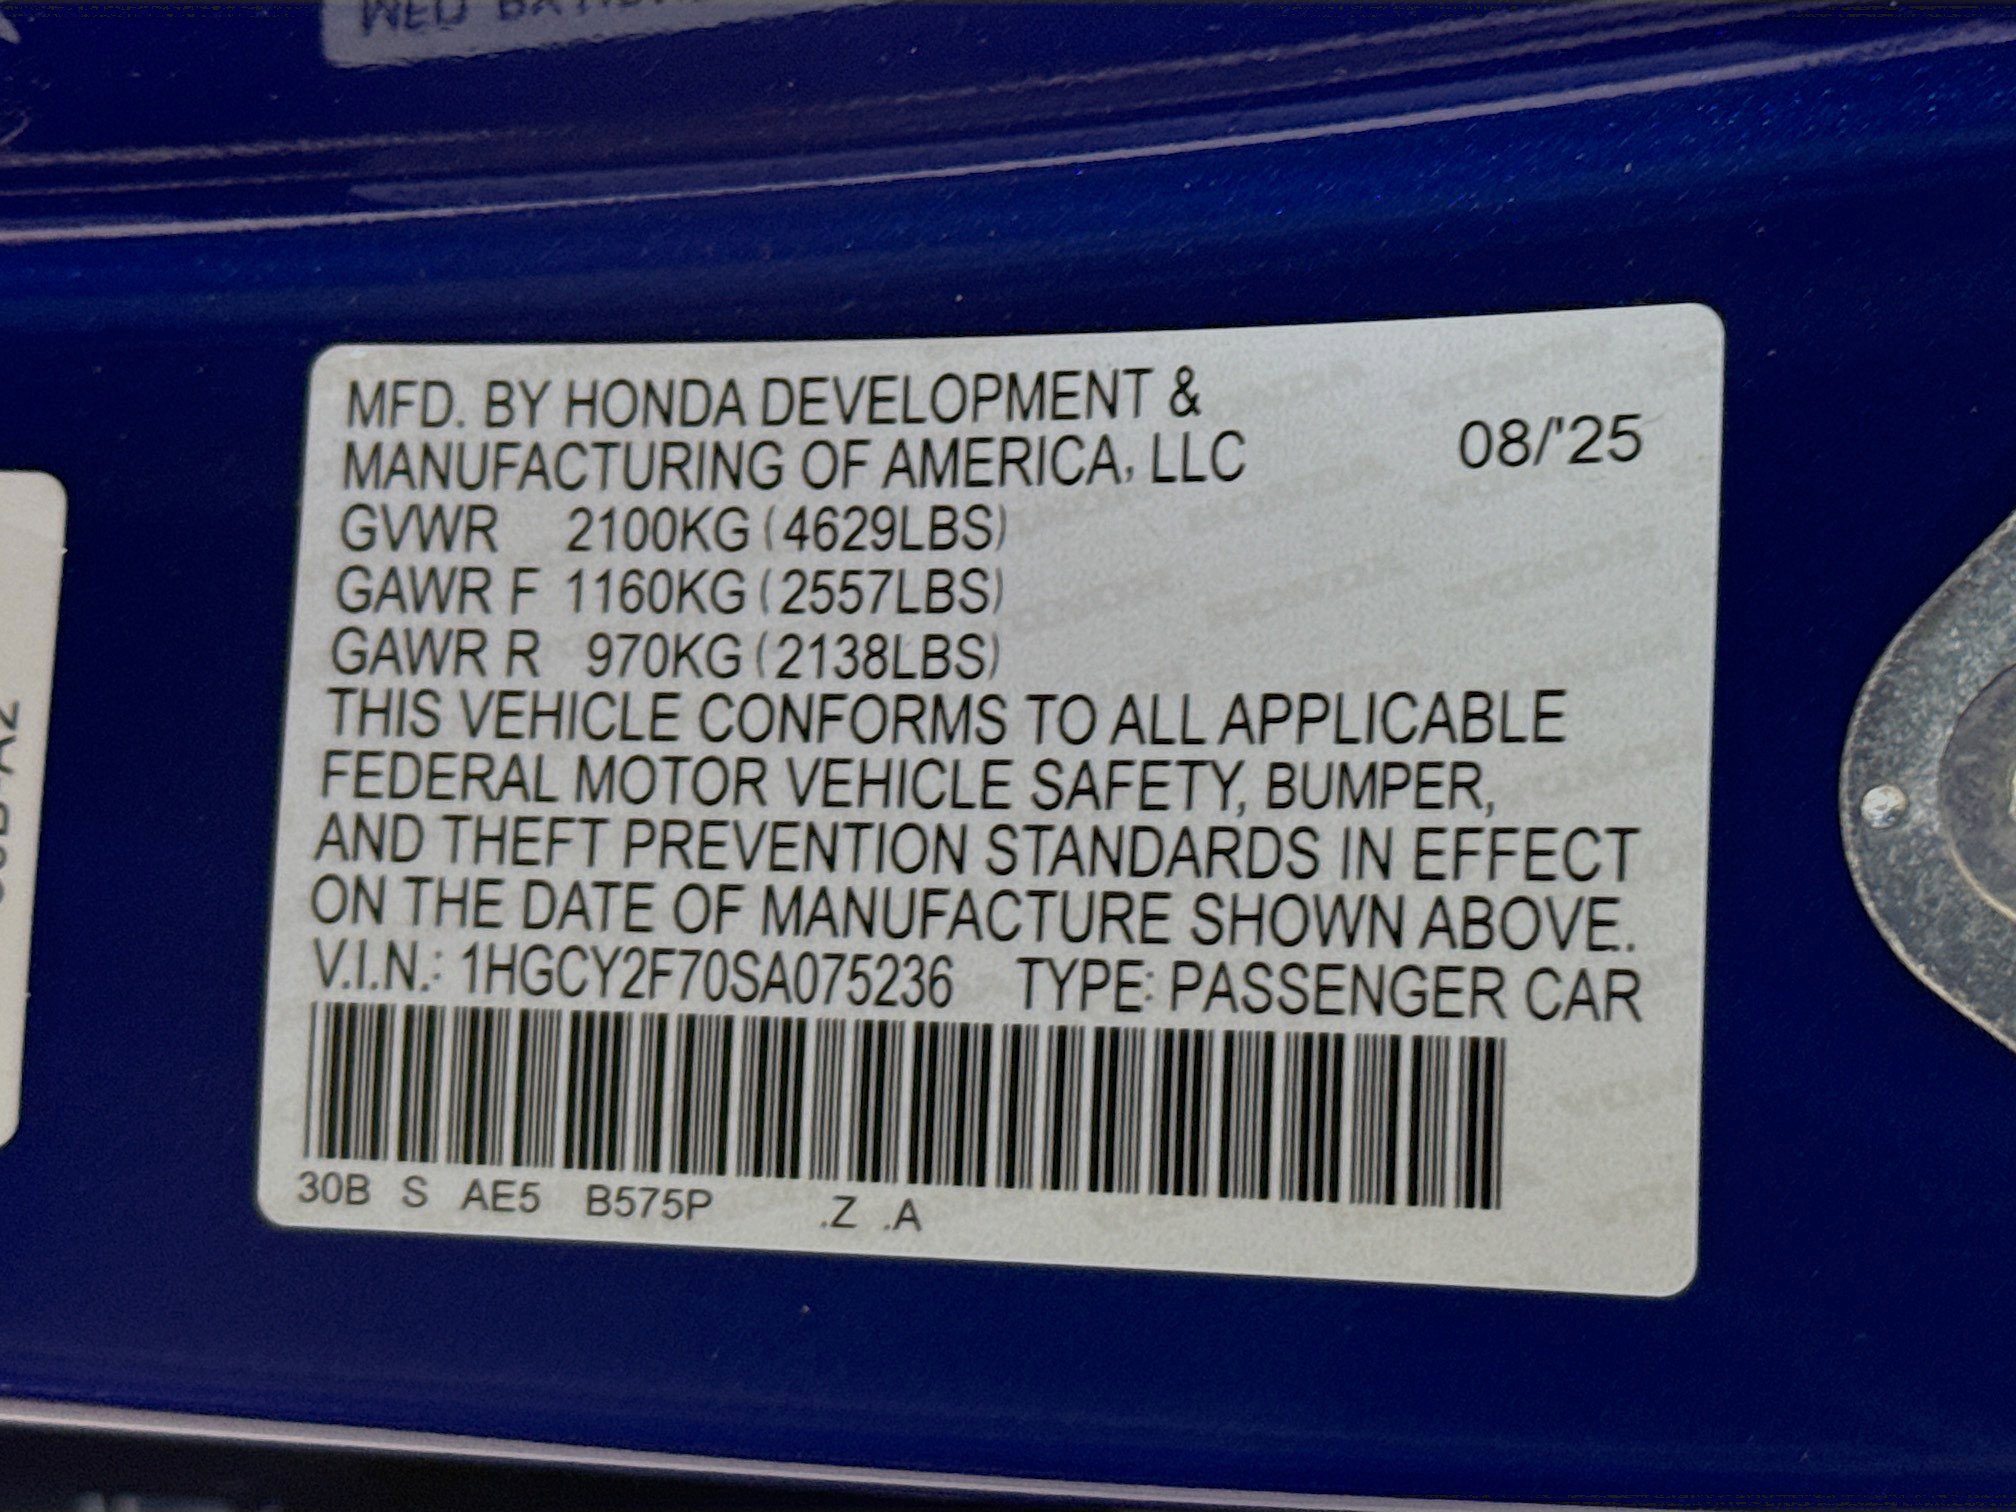 MFD. BY HONDA DEVELOPMENT &
MANUFACTURING OF AMERICA, LLC
08/'25
GVWR 2100KG (4629LBS)
GAWR F 1160KG (2557LBS)
GAWR R 970KG (2138LBS)
THIS VEHICLE CONFORMS TO ALL APPLICABLE
FEDERAL MOTOR VEHICLE SAFETY, BUMPER,
AND THEFT PREVENTION STANDARDS IN EFFECT
ON THE DATE OF MANUFACTURE SHOWN ABOVE.
V.I.N.: 1HGCY2F70SA075236 TYPE: PASSENGER CAR
30B S AE5 B575P .Z .A